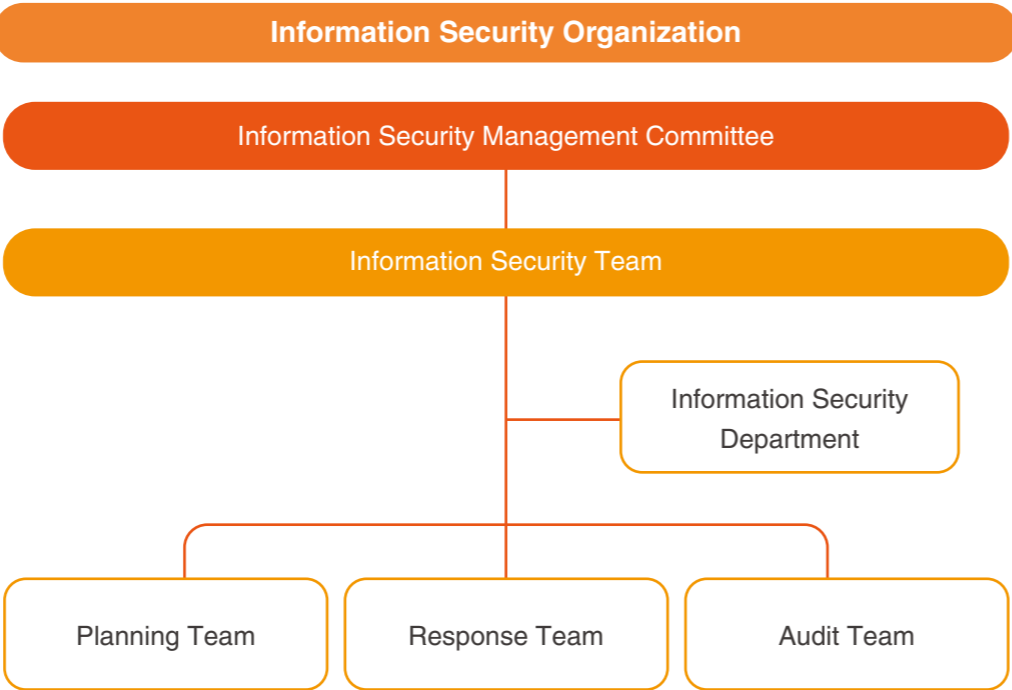 Information Security Organization
Information Security Management Committee
Information Security Team
Information Security
Department
Planning Team
Response Team
Audit Team